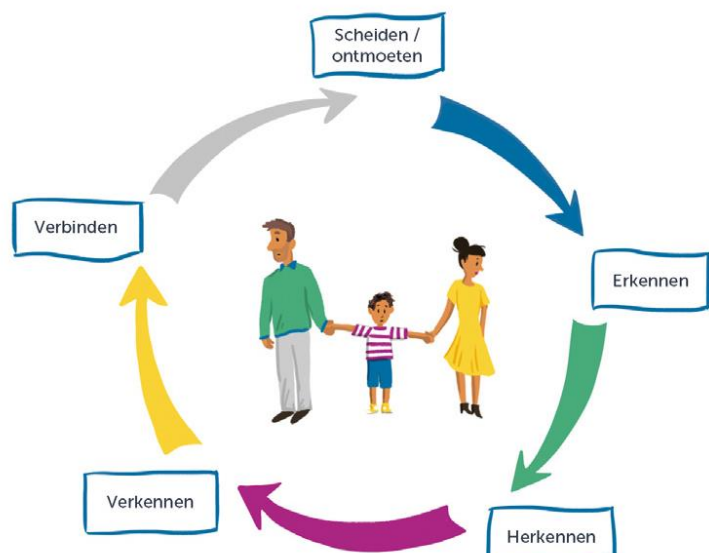 Scheiden /
ontmoeten
Erkennen
Herkennen
Verkennen
Verbinden